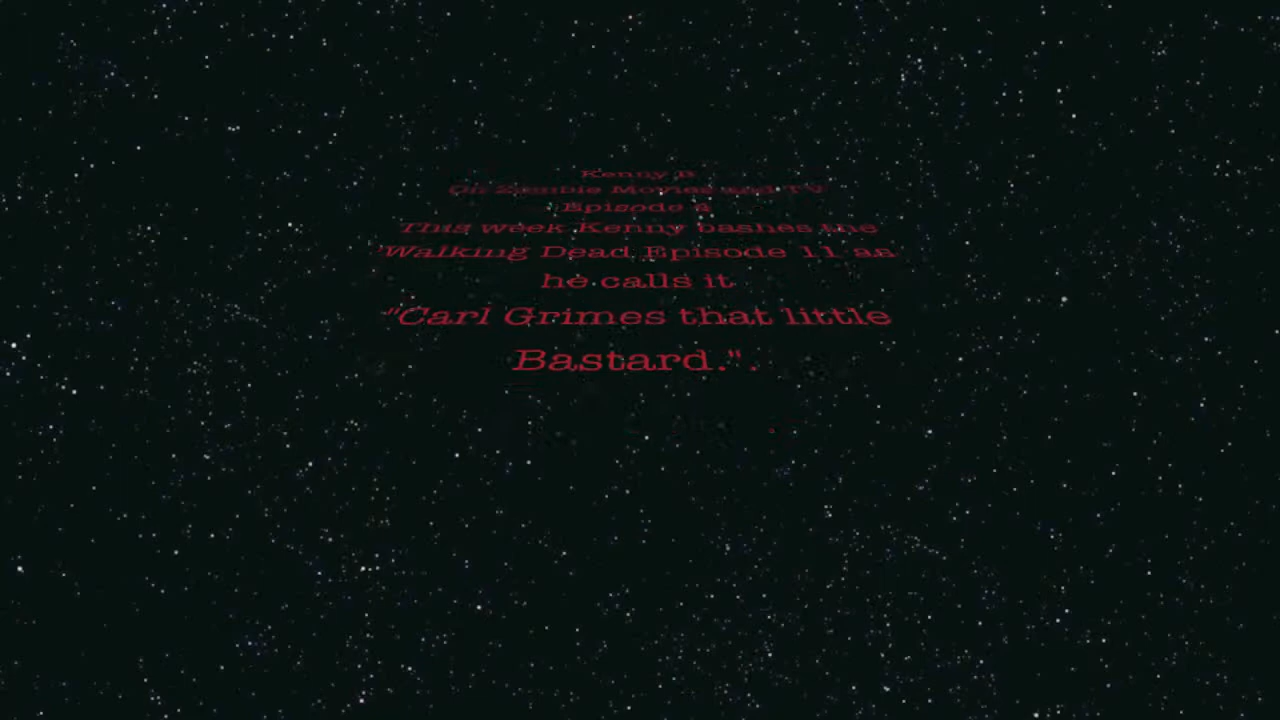 Kenny B
On Zombie Movies and TV
Episode 2
This week Kenny bashes the
"Walking Dead Episode 11 as
he calls it
"Carl Grimes that little
Bastard.".